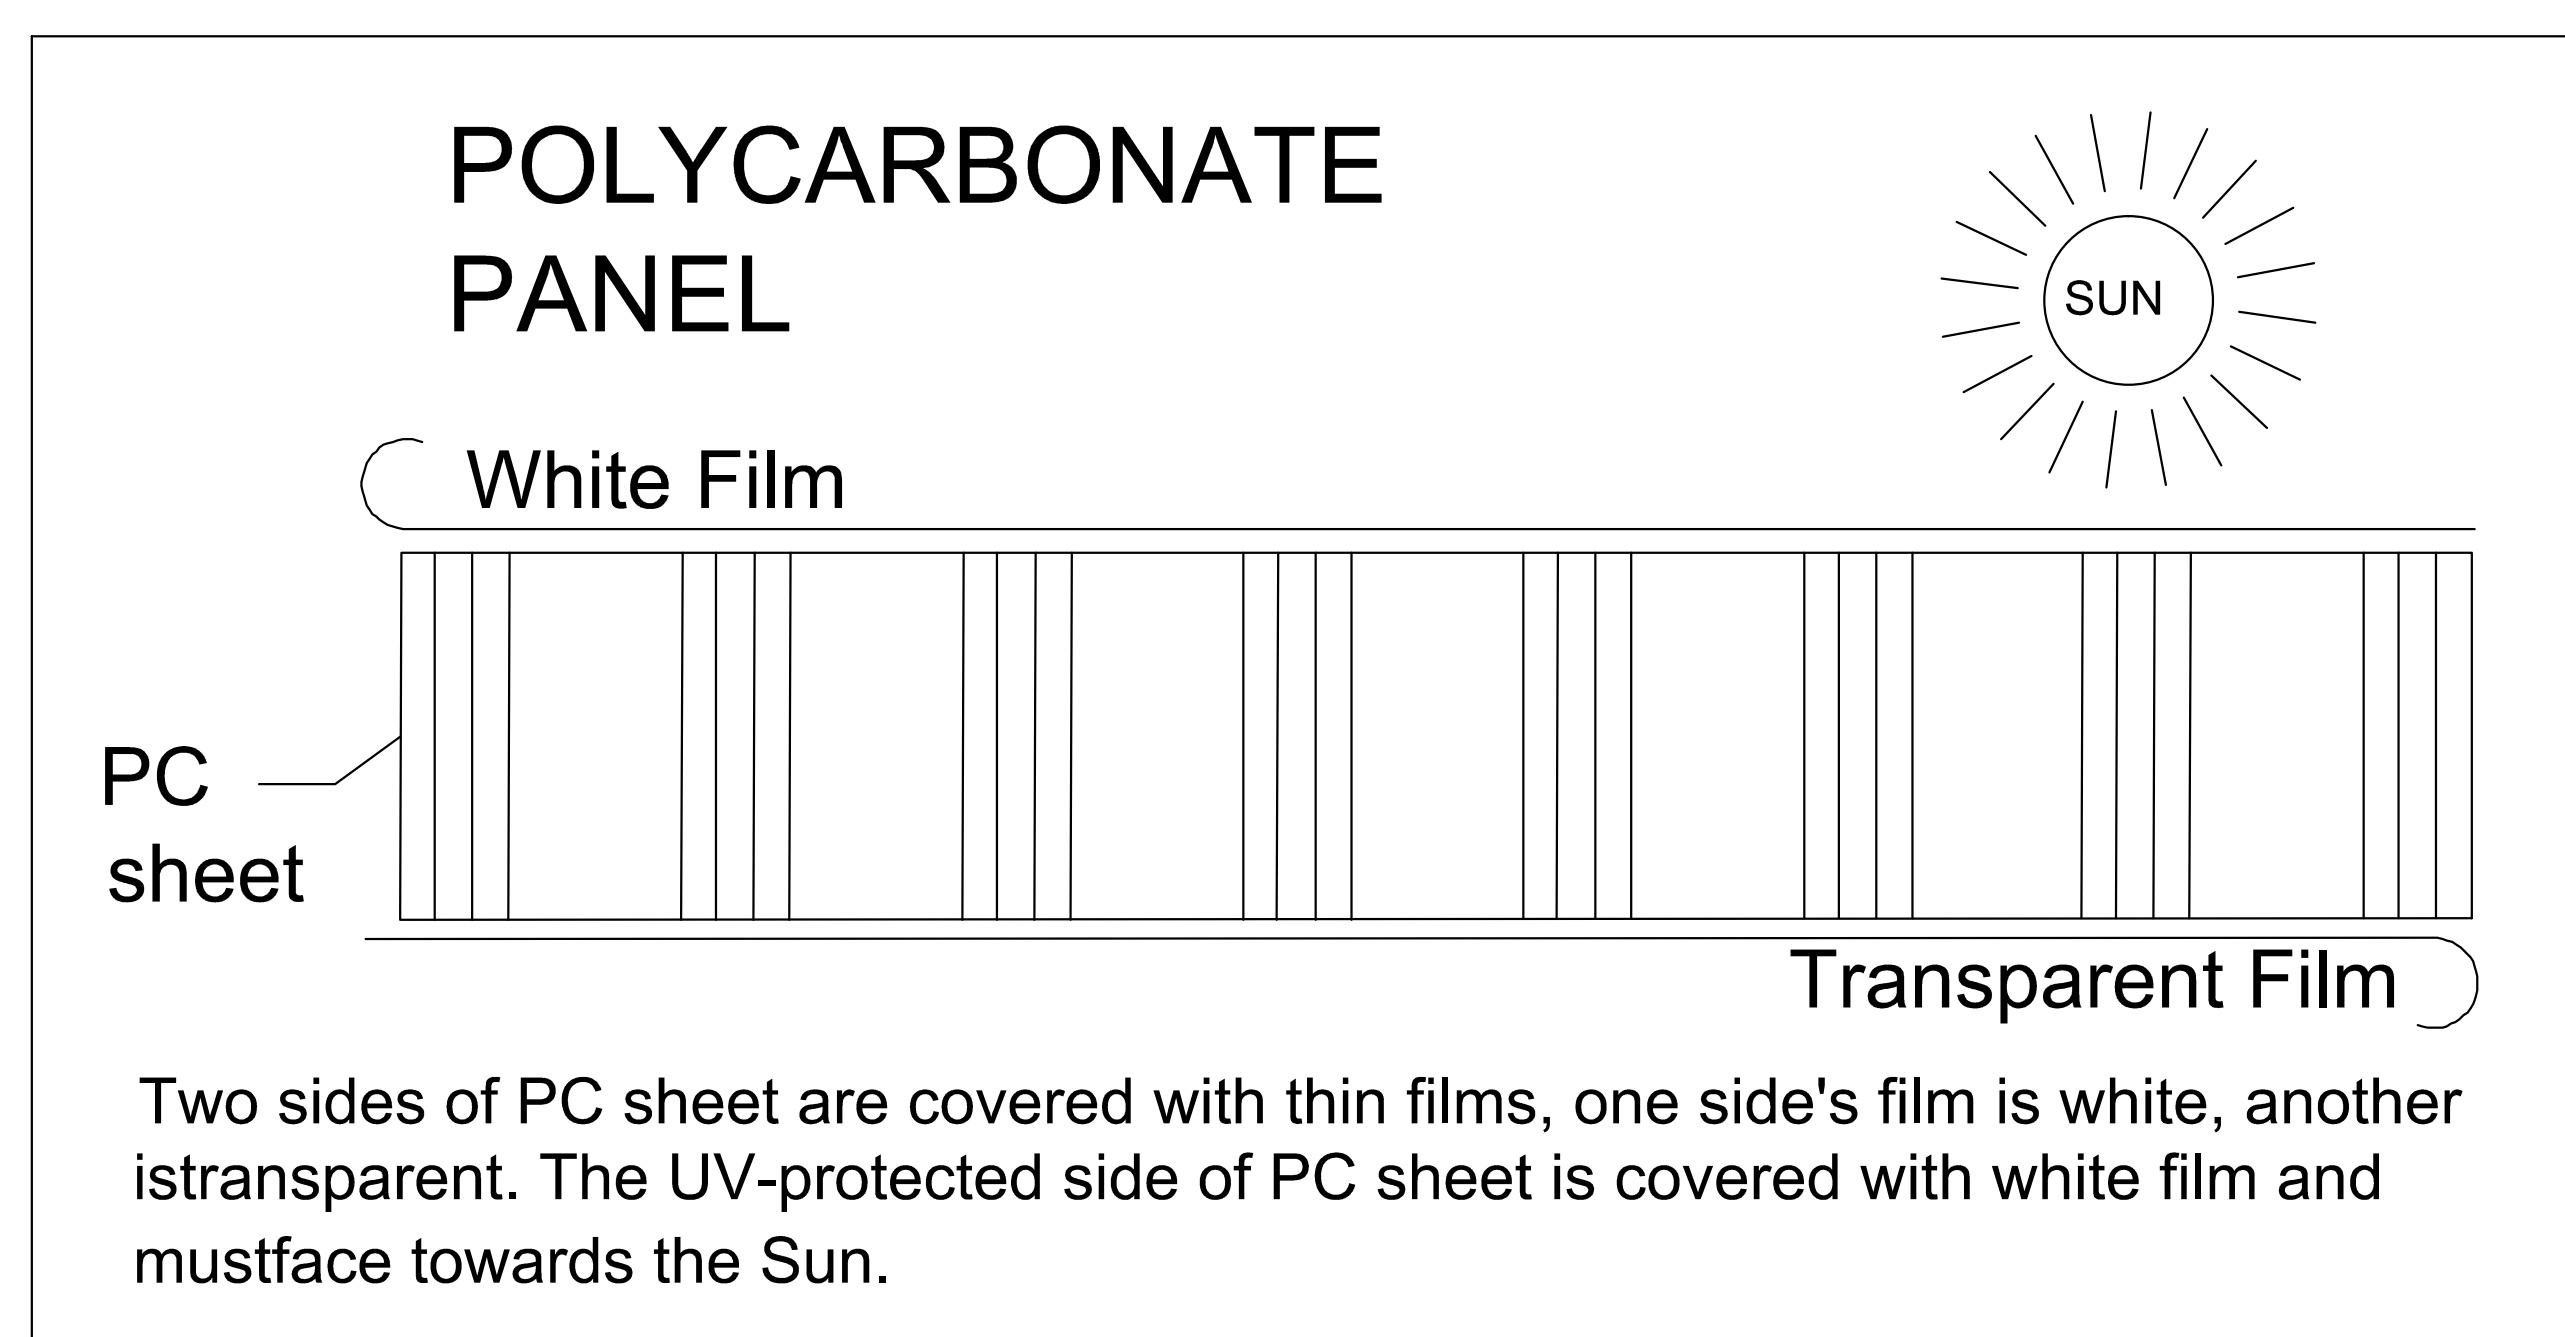 POLYCARBONATE
PANEL
SUN
White Film
PC
sheet
Transparent Film
Two sides of PC sheet are covered with thin films, one side's film is white, another
istransparent. The UV-protected side of PC sheet is covered with white film and
mustface towards the Sun.